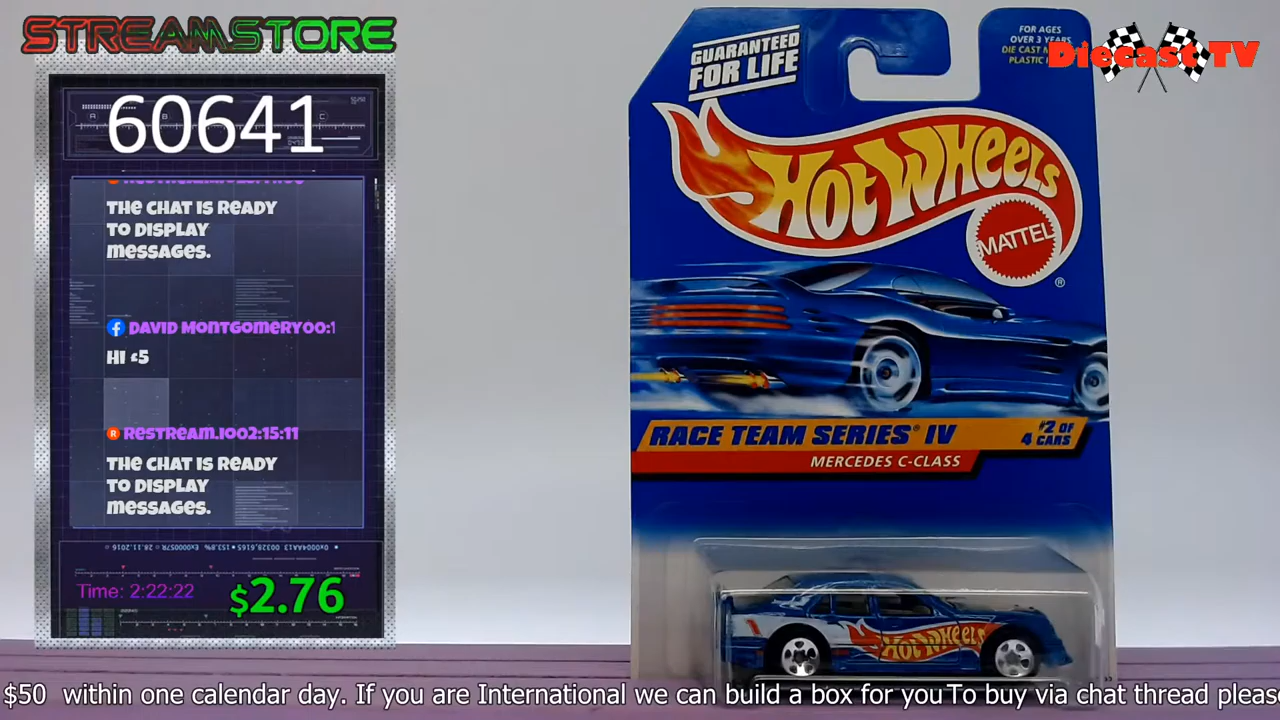 STREAMSTORE
60641
THE CHAT IS READY
TO DISPLAY
MESSAGES.
DAVID MONTGOMERY00:1
HI €5
RESTREAM.IO02:15:11
THE CHAT IS READY
TO DISPLAY
MESSAGES.
Time: 2:22:22
$2.76
GUARANTEED
FOR LIFE
FOR AGES
OVER 3 YEARS
DIE CAST
PLASTIC
Diecast TV
HOT WHEELS
MATTEL
®
RACE TEAM SERIES® IV
#2 OF
4 CARS
MERCEDES C-CLASS
HOT WHEELS
$50 within one calendar day. If you are International we can build a box for youTo buy via chat thread please